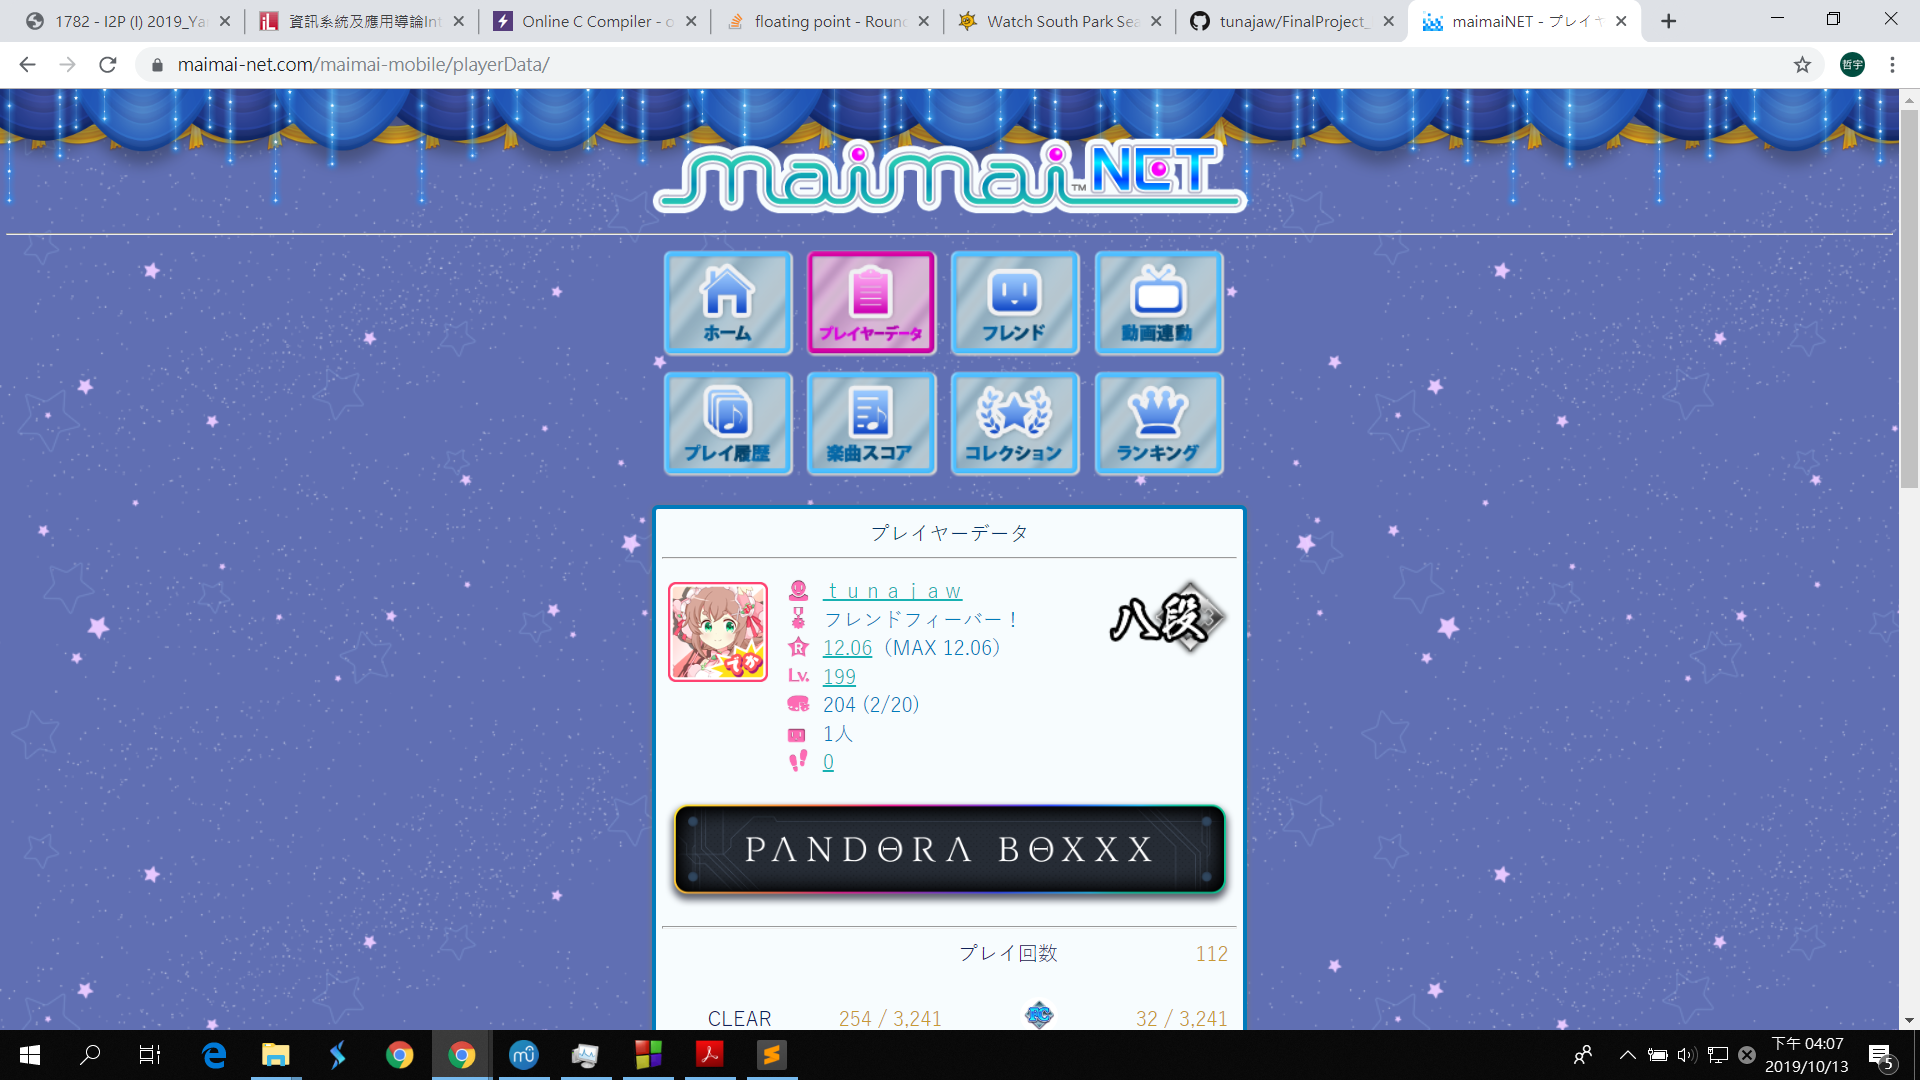 1782 - I2P (I) 2019_Ya
資訊系統及應用導論Int
Online C Compiler - o
floating point - Roun
Watch South Park Sea
tunajaw/FinalProject_
maimaiNET - プレイヤ
maimai-net.com/maimai-mobile/playerData/
哲宇
maimai NET
TM
ホーム
プレイヤーデータ
フレンド
動画連動
プレイ履歴
楽曲スコア
コレクション
ランキング
プレイヤーデータ
ｔｕｎａｊａｗ
フレンドフィーバー！
R 12.06 （MAX 12.06）
Lv. 199
204 (2/20)
1人
0
でか
八段
PANDORA BOXXX
プレイ回数 112
CLEAR 254 / 3,241 FC 32 / 3,241
下午 04:07
2019/10/13
5